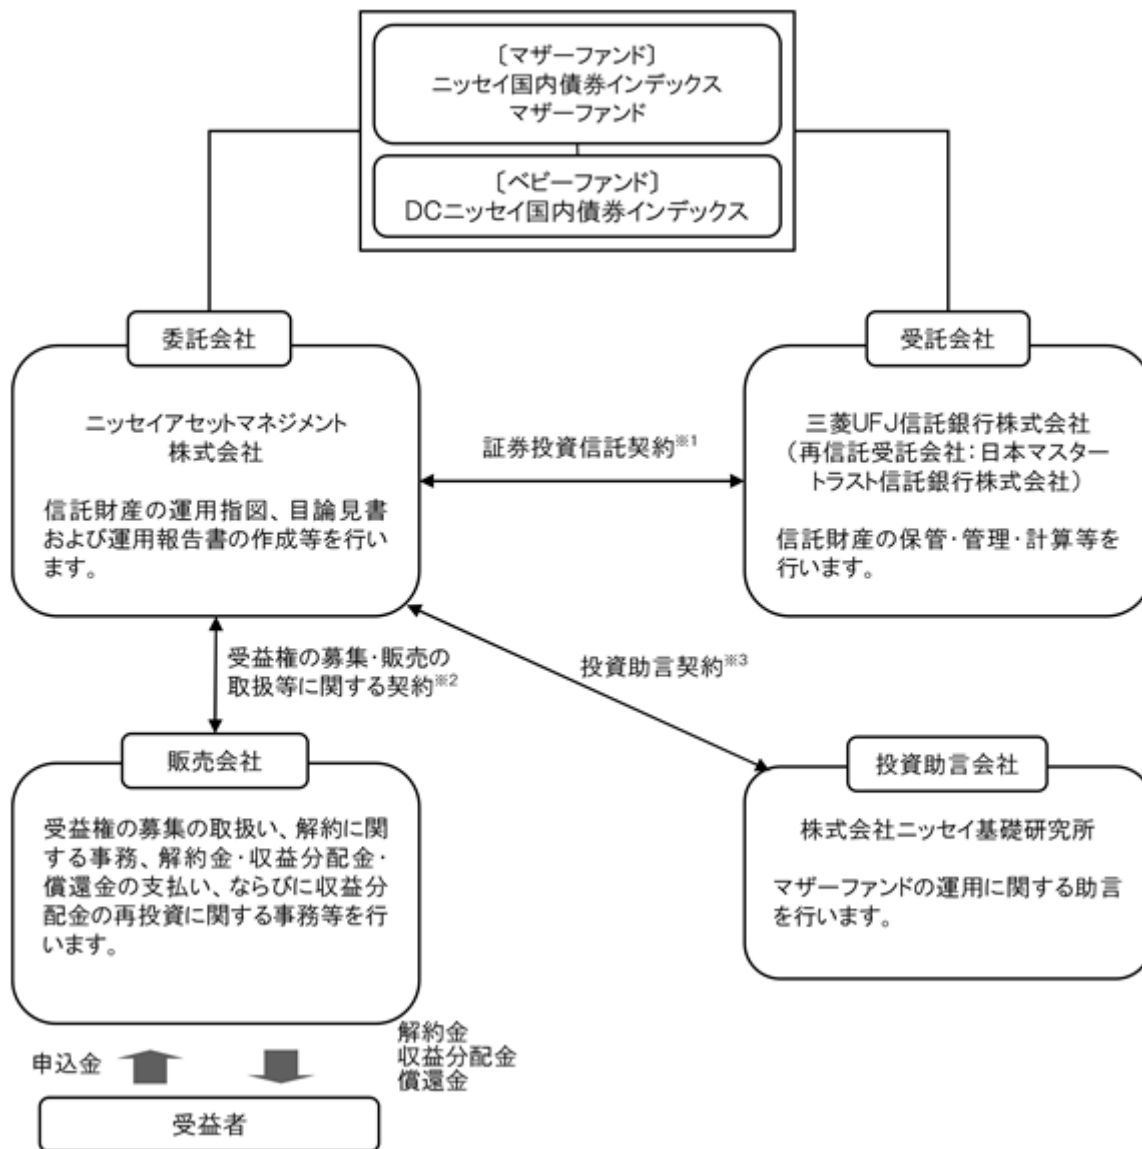 〔マザーファンド〕
ニッセイ国内債券インデックス
マザーファンド
〔ベビーファンド〕
DCニッセイ国内債券インデックス
委託会社
ニッセイアセットマネジメント
株式会社
信託財産の運用指図、目論見書
および運用報告書の作成等を行い
ます。
証券投資信託契約※1
受託会社
三菱UFJ信託銀行株式会社
(再信託受託会社:日本マスター
トラスト信託銀行株式会社)
信託財産の保管・管理・計算等を
行います。
受益権の募集・販売の
取扱等に関する契約※2
投資助言契約※3
販売会社
受益権の募集の取扱い、解約に関
する事務、解約金・収益分配金・
償還金の支払い、ならびに収益分
配金の再投資に関する事務等を行
います。
投資助言会社
株式会社ニッセイ基礎研究所
マザーファンドの運用に関する助言
を行います。
申込金
解約金
収益分配金
償還金
受益者